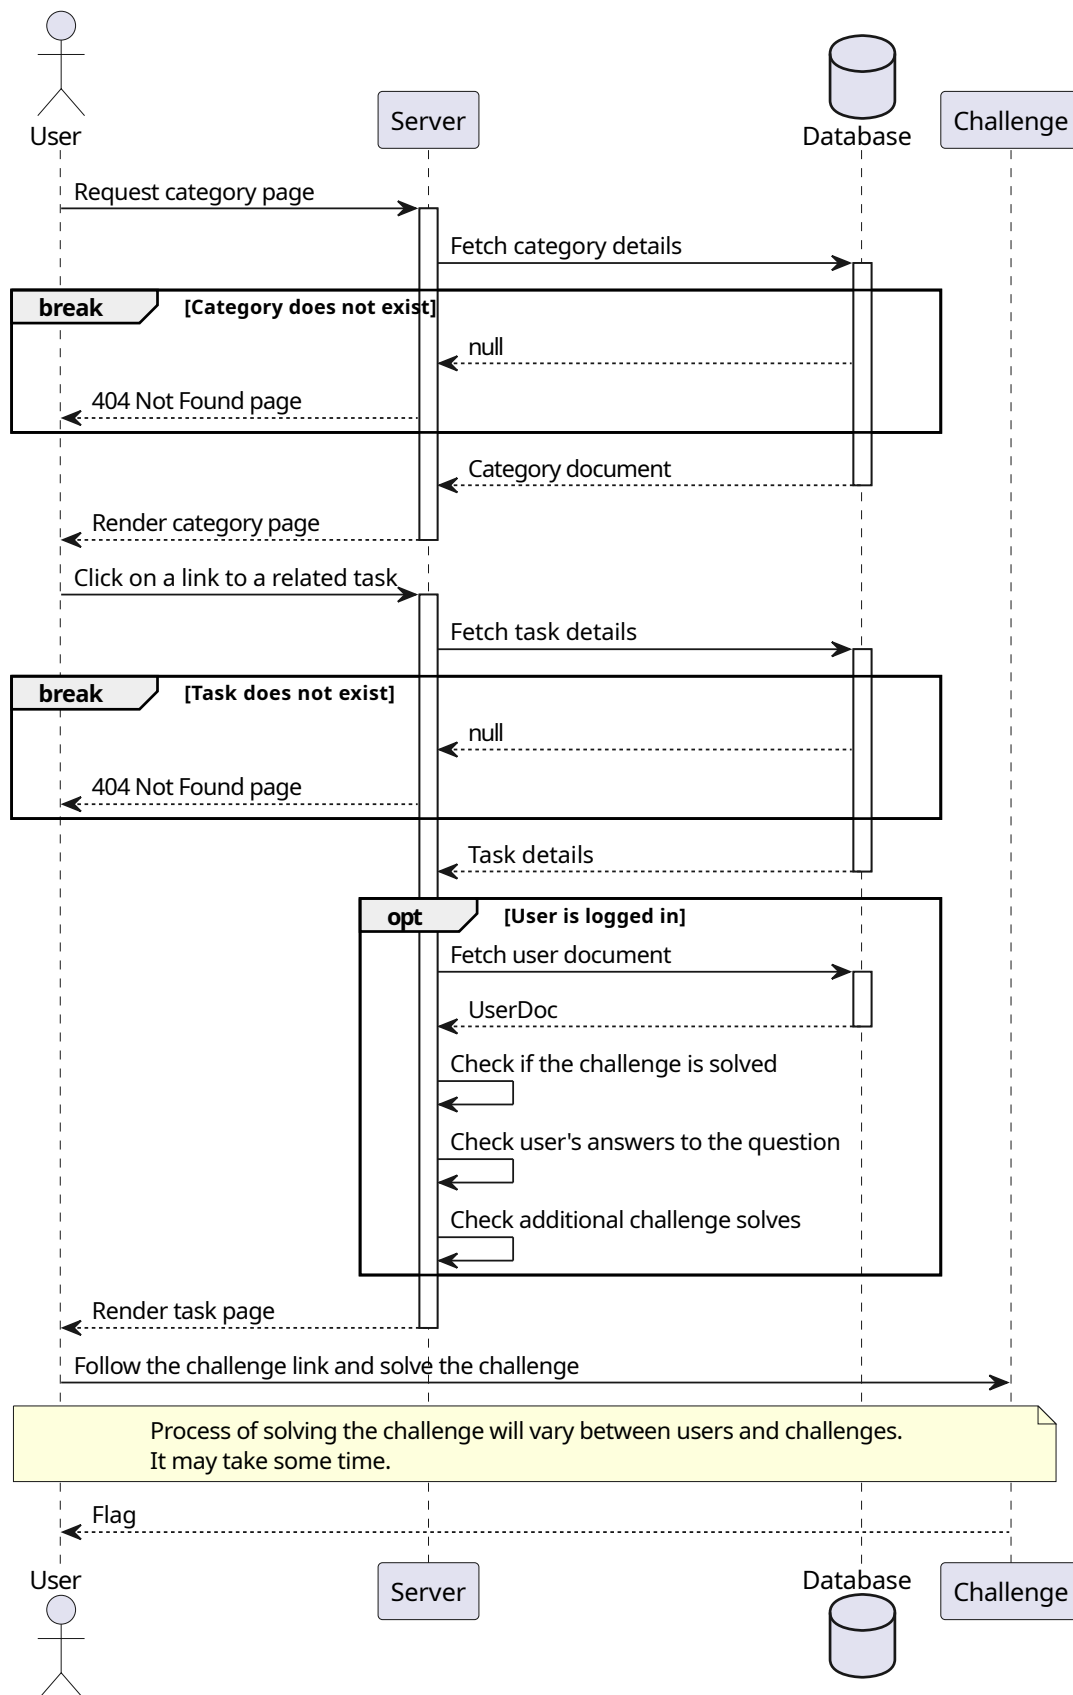 User
Server
Database
Challenge
Request category page
Fetch category details
break
[Category does not exist]
null
404 Not Found page
Category document
Render category page
Click on a link to a related task
Fetch task details
break
[Task does not exist]
null
404 Not Found page
Task details
opt
[User is logged in]
Fetch user document
UserDoc
Check if the challenge is solved
Check user's answers to the question
Check additional challenge solves
Render task page
Follow the challenge link and solve the challenge
Process of solving the challenge will vary between users and challenges.
It may take some time.
Flag
User
Server
Database
Challenge